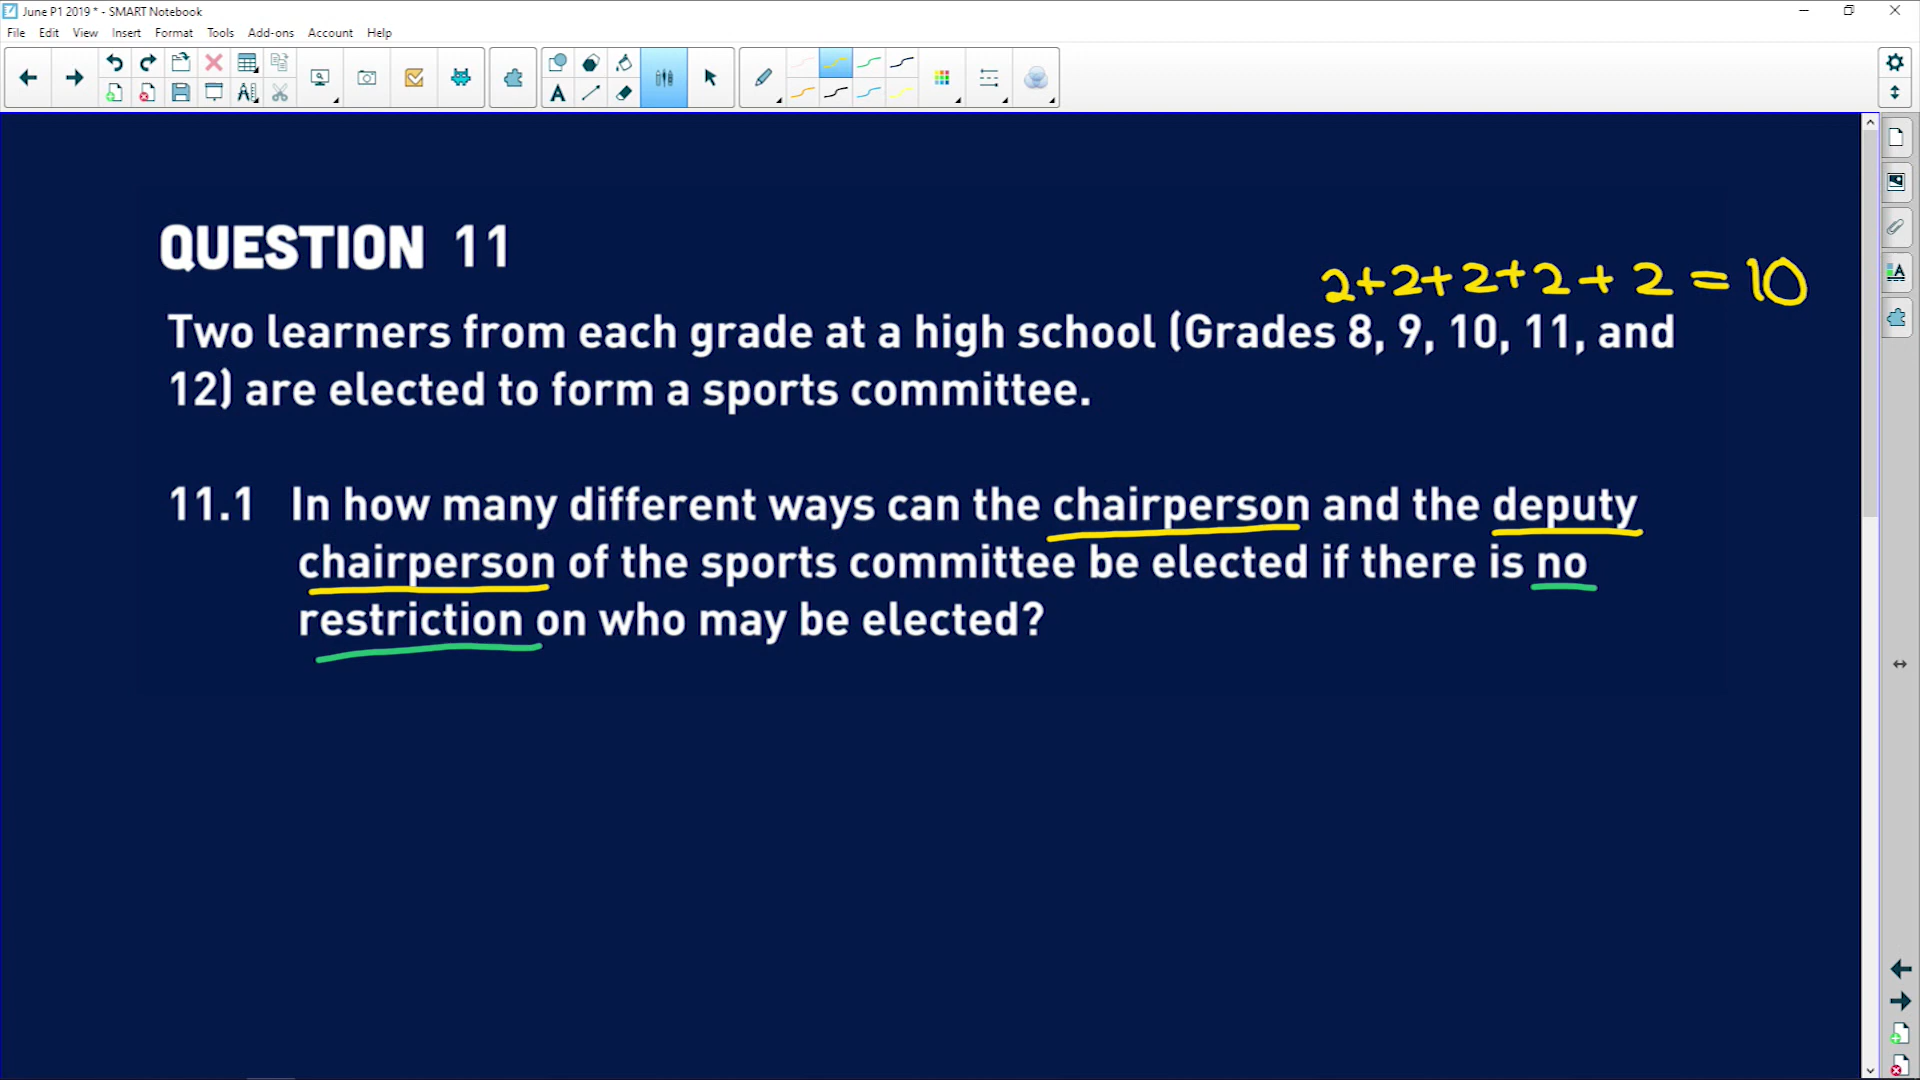 June P1 2019 * - SMART Notebook
File Edit View Insert Format Tools Add-ons Account Help
QUESTION 11
2+2+2+2+2=10
Two learners from each grade at a high school (Grades 8, 9, 10, 11, and
12) are elected to form a sports committee.
11.1 In how many different ways can the chairperson and the deputy
chairperson of the sports committee be elected if there is no
restriction on who may be elected?